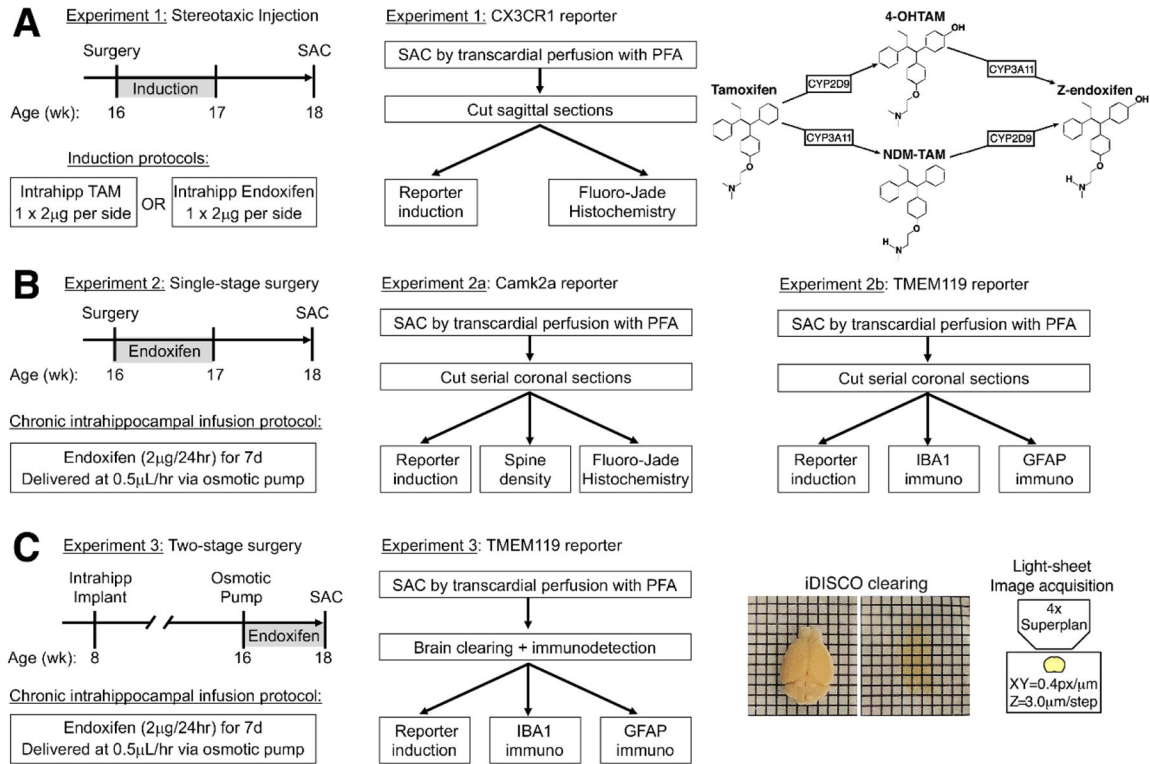 A
Experiment 1: Stereotaxic Injection
Surgery
SAC
Induction
Age (wk):
16
17
18
Induction protocols:
Intrahipp TAM
1 x 2μg per side
OR
Intrahipp Endoxifen
1 x 2μg per side
Experiment 1: CX3CR1 reporter
SAC by transcardial perfusion with PFA
Cut sagittal sections
Reporter
induction
Fluoro-Jade
Histochemistry
4-OHTAM
OH
CYP2D9
CYP3A11
Tamoxifen
Z-endoxifen
OH
O
N
CYP3A11
CYP2D9
NDM-TAM
O
N
O
H
N
O
H
N
B
Experiment 2: Single-stage surgery
Surgery
SAC
Endoxifen
Age (wk):
16
17
18
Chronic intrahippocampal infusion protocol:
Endoxifen (2μg/24hr) for 7d
Delivered at 0.5μL/hr via osmotic pump
Experiment 2a: Camk2a reporter
SAC by transcardial perfusion with PFA
Cut serial coronal sections
Reporter
induction
Spine
density
Fluoro-Jade
Histochemistry
Experiment 2b: TMEM119 reporter
SAC by transcardial perfusion with PFA
Cut serial coronal sections
Reporter
induction
IBA1
immuno
GFAP
immuno
C
Experiment 3: Two-stage surgery
Intrahipp
Implant
Osmotic
Pump
SAC
Endoxifen
Age (wk):
8
16
18
Chronic intrahippocampal infusion protocol:
Endoxifen (2μg/24hr) for 7d
Delivered at 0.5μL/hr via osmotic pump
Experiment 3: TMEM119 reporter
SAC by transcardial perfusion with PFA
Brain clearing + immunodetection
Reporter
induction
IBA1
immuno
GFAP
immuno
iDISCO clearing
Light-sheet
Image acquisition
4x
Superplan
XY=0.4px/μm
Z=3.0μm/step